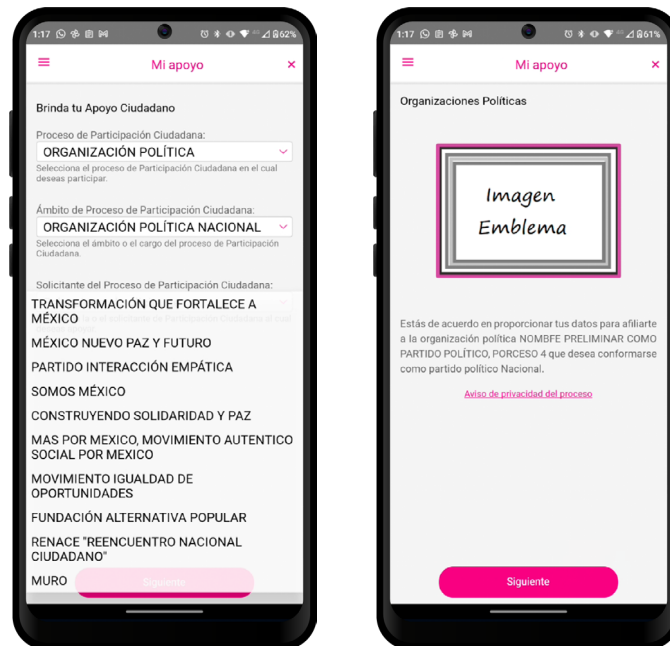 1:17
62%
Mi apoyo
×
Brinda tu Apoyo Ciudadano
Proceso de Participación Ciudadana:
ORGANIZACIÓN POLÍTICA
Selecciona el proceso de Participación Ciudadana en el cual
deseas participar.
Ámbito de Proceso de Participación Ciudadana:
ORGANIZACIÓN POLÍTICA NACIONAL
Selecciona el ámbito o el cargo del proceso de Participación
Ciudadana.
Solicitante del Proceso de Participación Ciudadana:
TRANSFORMACIÓN QUE FORTALECE A
MÉXICO
MÉXICO NUEVO PAZ Y FUTURO
PARTIDO INTERACCIÓN EMPÁTICA
SOMOS MÉXICO
CONSTRUYENDO SOLIDARIDAD Y PAZ
MAS POR MEXICO, MOVIMIENTO AUTENTICO
SOCIAL POR MEXICO
MOVIMIENTO IGUALDAD DE
OPORTUNIDADES
FUNDACIÓN ALTERNATIVA POPULAR
RENACE "REENCUENTRO NACIONAL
CIUDADANO"
MURO
Siguiente
1:17
61%
Mi apoyo
×
Organizaciones Políticas
Imagen
Emblema
Estás de acuerdo en proporcionar tus datos para afiliarte
a la organización política NOMBFE PRELIMINAR COMO
PARTIDO POLÍTICO, PORCESO 4 que desea conformarse
como partido político Nacional.
Aviso de privacidad del proceso
Siguiente